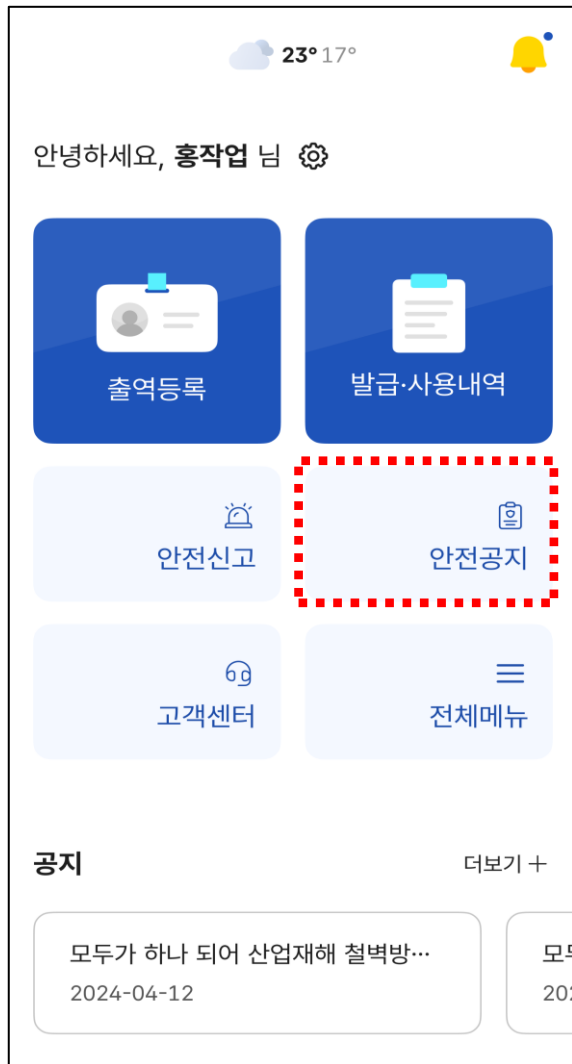 23° 17°
안녕하세요, 홍작업 님
출역등록
발급·사용내역
안전신고
안전공지
고객센터
전체메뉴
공지
더보기 +
모두가 하나 되어 산업재해 철벽방…
2024-04-12